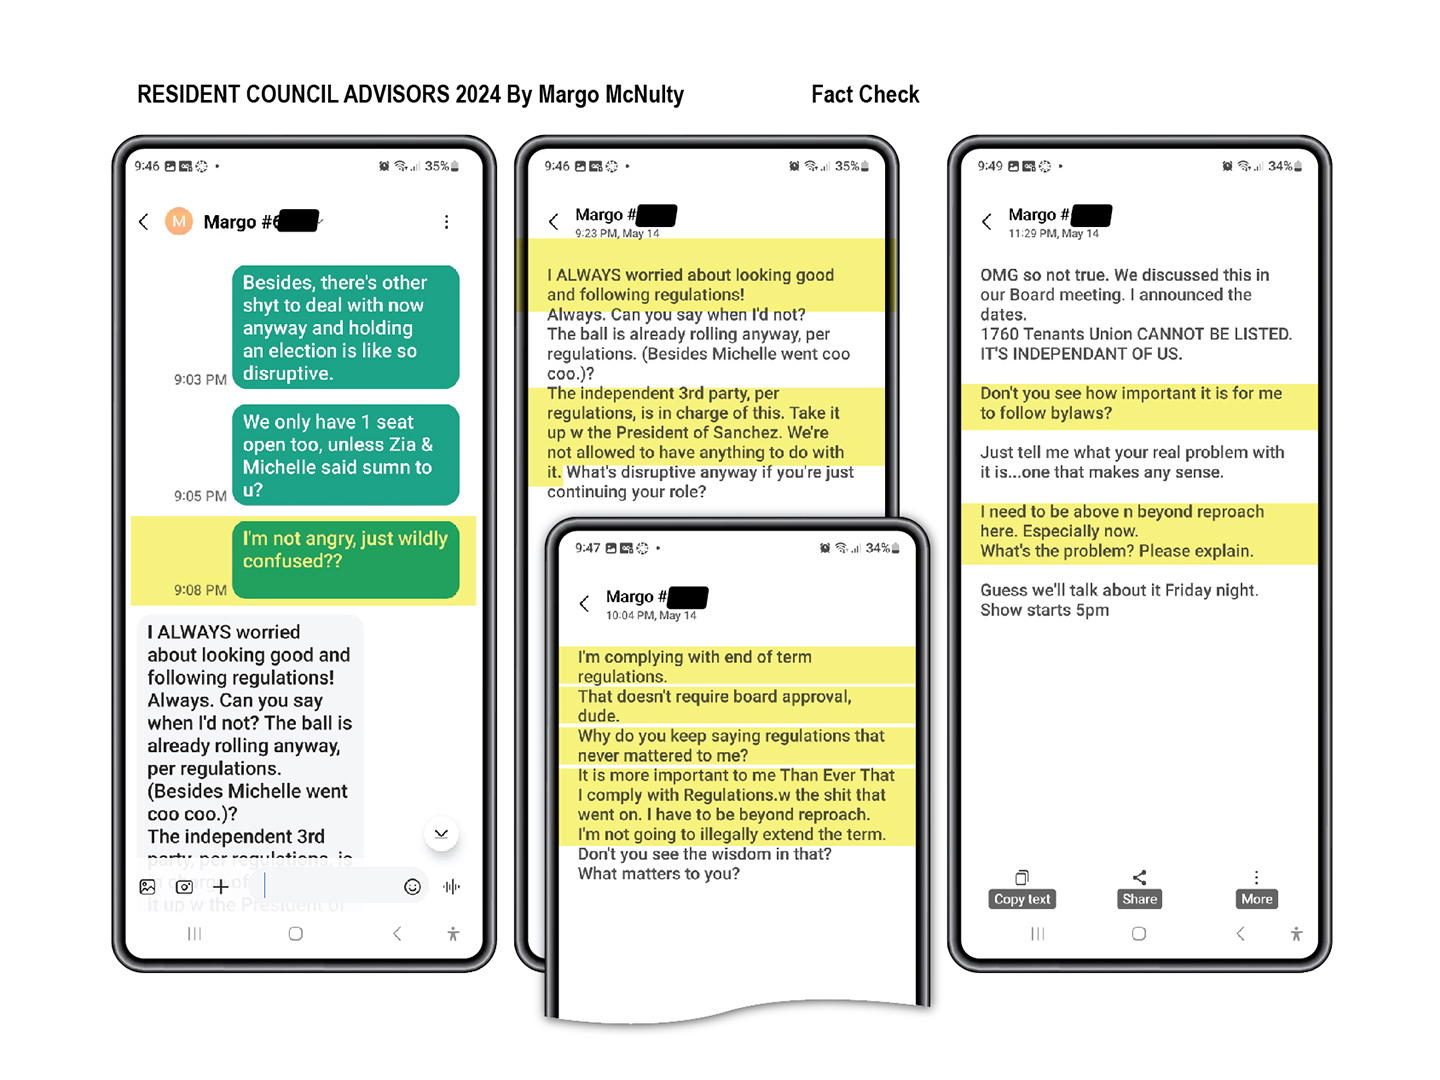 RESIDENT COUNCIL ADVISORS 2024 By Margo McNulty
Fact Check
9:46
35%
M
Margo #6
Besides, there's other
shyt to deal with now
anyway and holding
an election is like so
disruptive.
9:03 PM
We only have 1 seat
open too, unless Zia &
Michelle said sumn to
u?
9:05 PM
I'm not angry, just wildly
confused??
9:08 PM
I ALWAYS worried
about looking good and
following regulations!
Always. Can you say
when I'd not? The ball is
already rolling anyway,
per regulations.
(Besides Michelle went
coo coo.)?
The independent 3rd
party, per regulations, is
in charge of
it up w the President of
9:46
35%
Margo #
9:23 PM, May 14
I ALWAYS worried about looking good
and following regulations!
Always. Can you say when I'd not?
The ball is already rolling anyway, per
regulations. (Besides Michelle went coo
coo.)?
The independent 3rd party, per
regulations, is in charge of this. Take it
up w the President of Sanchez. We're
not allowed to have anything to do with
it. What's disruptive anyway if you're just
continuing your role?
9:47
34%
Margo #
10:04 PM, May 14
I'm complying with end of term
regulations.
That doesn't require board approval,
dude.
Why do you keep saying regulations that
never mattered to me?
It is more important to me Than Ever That
I comply with Regulations.w the shit that
went on. I have to be beyond reproach.
I'm not going to illegally extend the term.
Don't you see the wisdom in that?
What matters to you?
9:49
34%
Margo #
11:29 PM, May 14
OMG so not true. We discussed this in
our Board meeting. I announced the
dates.
1760 Tenants Union CANNOT BE LISTED.
IT'S INDEPENDANT OF US.
Don't you see how important it is for me
to follow bylaws?
Just tell me what your real problem with
it is...one that makes any sense.
I need to be above n beyond reproach
here. Especially now.
What's the problem? Please explain.
Guess we'll talk about it Friday night.
Show starts 5pm
Copy text
Share
More